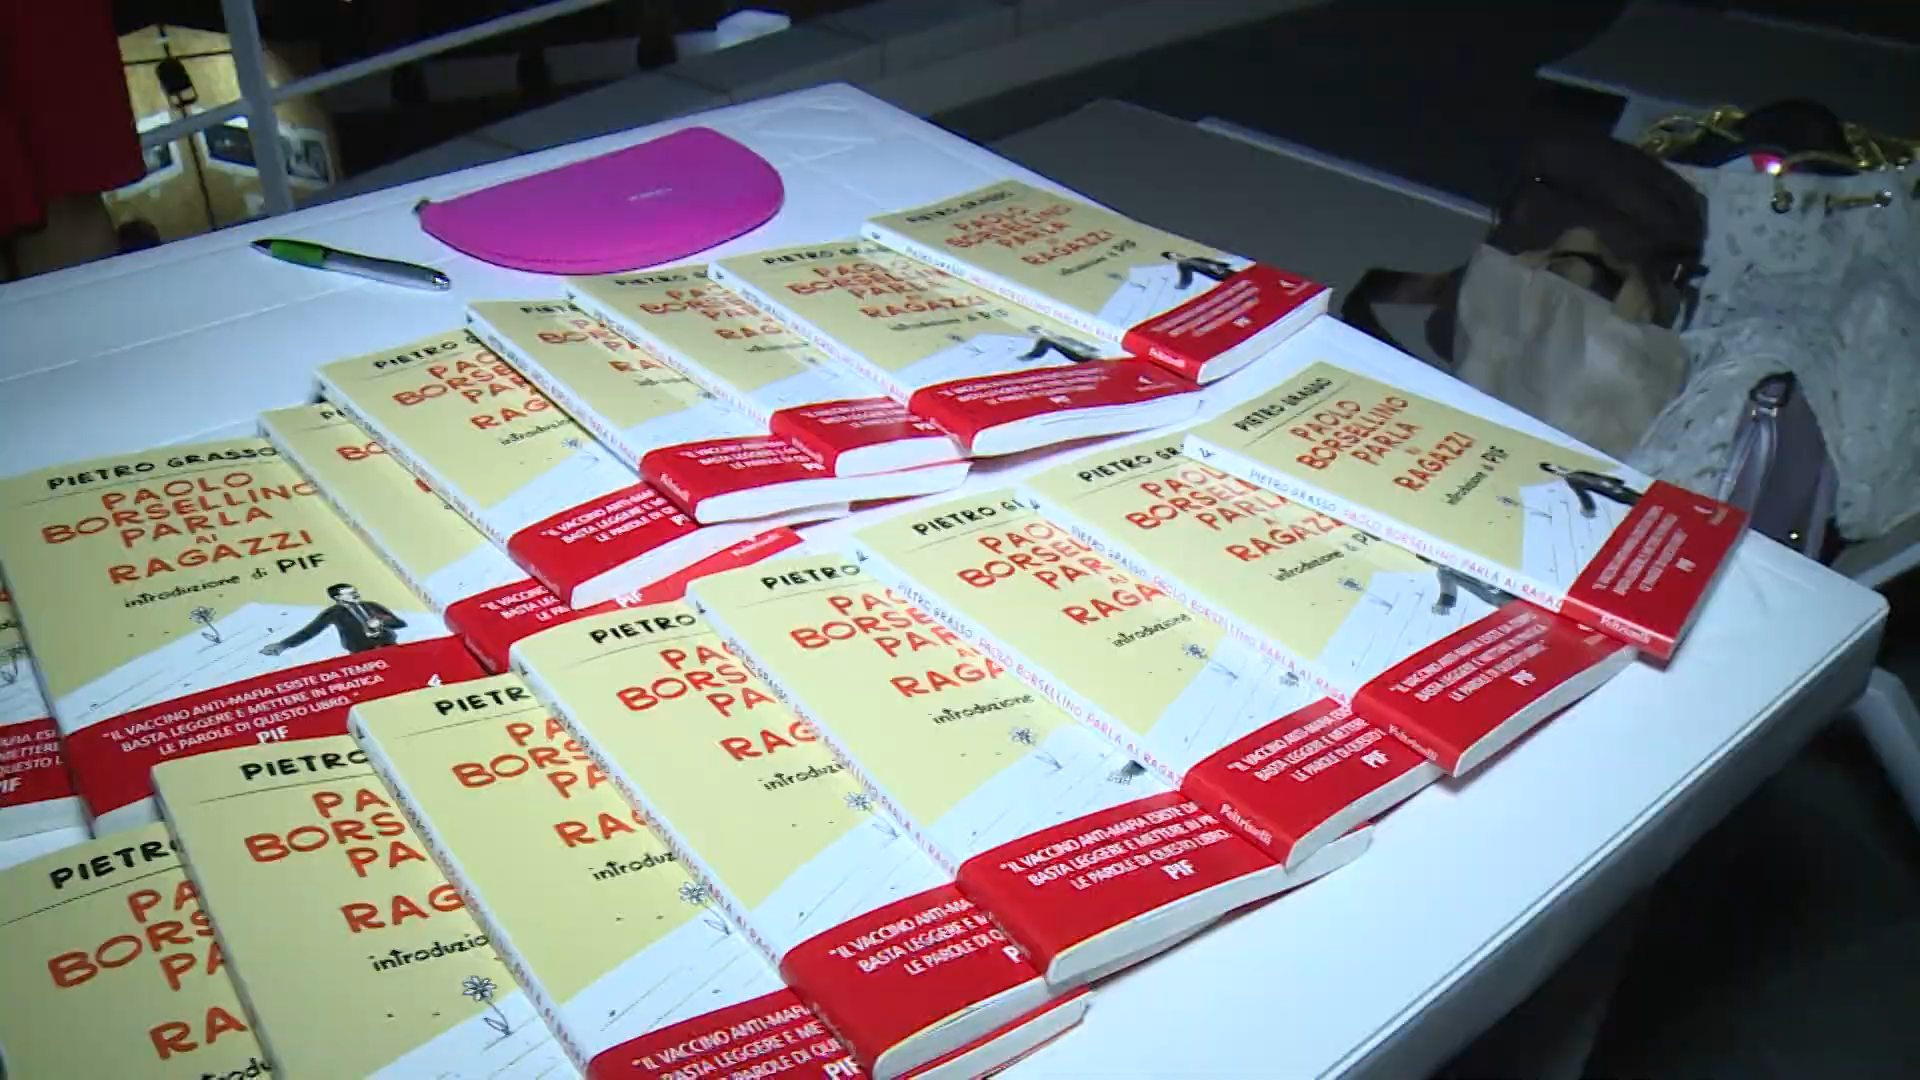 PIETRO GRASSO
PAOLO
BORSELLINO
PARLA
AI
RAGAZZI
introduzione di PIF
"IL VACCINO ANTI-MAFIA ESISTE DA TEMPO.
BASTA LEGGERE E METTERE IN PRATICA
LE PAROLE DI QUESTO LIBRO."
PIF
PIETRO GRASSO PAOLO BORSELLINO PARLA AI RAGAZZI
Feltrinelli